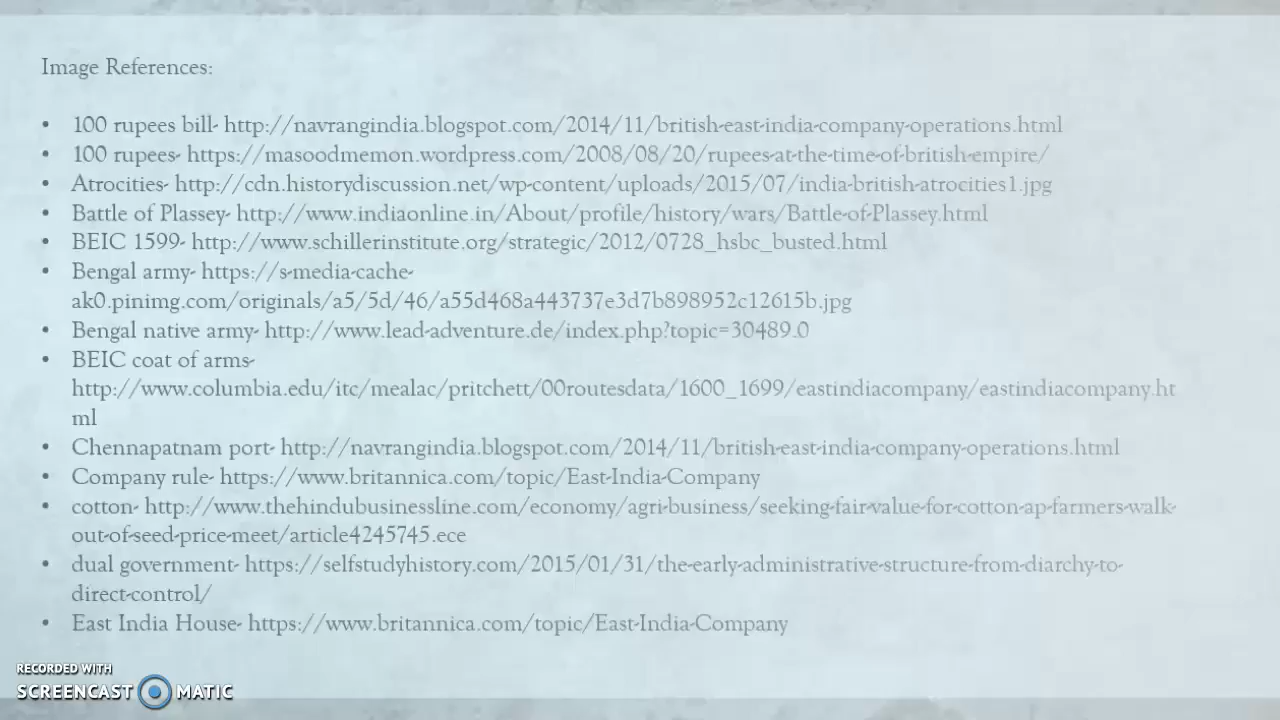 Image References:
• 100 rupees bill- http://navrangindia.blogspot.com/2014/11/british-east-india-company-operations.html
• 100 rupees- https://masoodmemon.wordpress.com/2008/08/20/rupees-at-the-time-of-british-empire/
• Atrocities- http://cdn.historydiscussion.net/wp-content/uploads/2015/07/india-british-atrocities1.jpg
• Battle of Plassey- http://www.indiaonline.in/About/profile/history/wars/Battle-of-Plassey.html
• BEIC 1599- http://www.schillerinstitute.org/strategic/2012/0728_hsbc_busted.html
• Bengal army- https://s-media-cache-
ak0.pinimg.com/originals/a5/5d/46/a55d468a443737e3d7b898952c12615b.jpg
• Bengal native army- http://www.lead-adventure.de/index.php?topic=30489.0
• BEIC coat of arms-
http://www.columbia.edu/itc/mealac/pritchett/00routesdata/1600_1699/eastindiacompany/eastindiacompany.ht
ml
• Chennapatnam port- http://navrangindia.blogspot.com/2014/11/british-east-india-company-operations.html
• Company rule- https://www.britannica.com/topic/East-India-Company
• cotton- http://www.thehindubusinessline.com/economy/agri-business/seeking-fair-value-for-cotton-ap-farmers-walk-
out-of-seed-price-meet/article4245745.ece
• dual government- https://selfstudyhistory.com/2015/01/31/the-early-administrative-structure-from-diarchy-to-
direct-control/
• East India House- https://www.britannica.com/topic/East-India-Company
RECORDED WITH
SCREENCAST MATIC